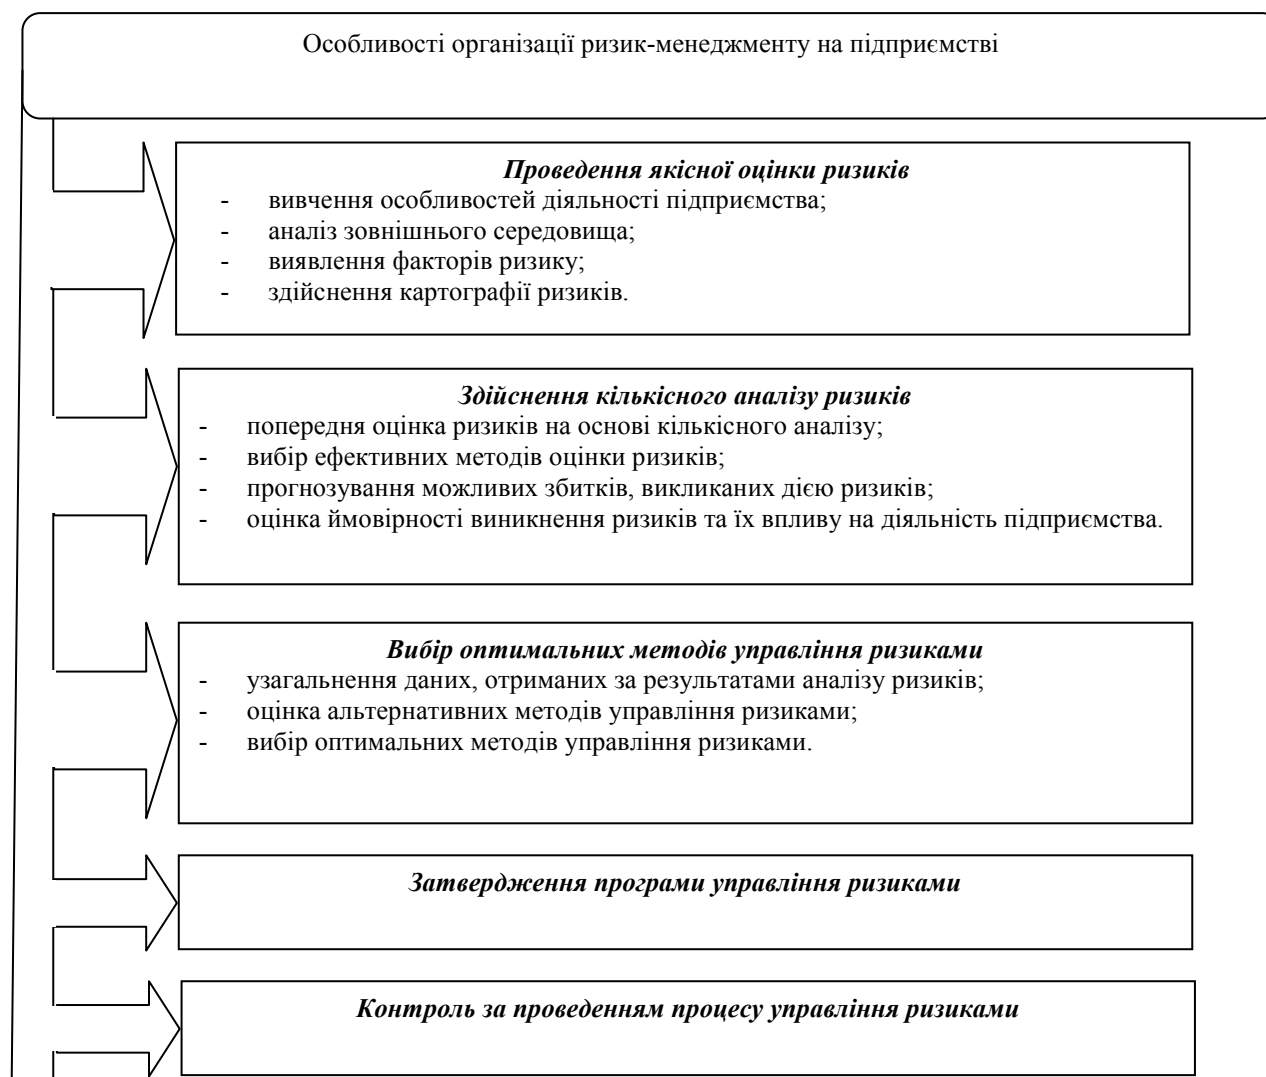 Особливості організації ризик-менеджменту на підприємстві
Проведення якісної оцінки ризиків
- вивчення особливостей діяльності підприємства;
- аналіз зовнішнього середовища;
- виявлення факторів ризику;
- здійснення картографії ризиків.
Здійснення кількісного аналізу ризиків
- попередня оцінка ризиків на основі кількісного аналізу;
- вибір ефективних методів оцінки ризиків;
- прогнозування можливих збитків, викликаних дією ризиків;
- оцінка ймовірності виникнення ризиків та їх впливу на діяльність підприємства.
Вибір оптимальних методів управління ризиками
- узагальнення даних, отриманих за результатами аналізу ризиків;
- оцінка альтернативних методів управління ризиками;
- вибір оптимальних методів управління ризиками.
Затвердження програми управління ризиками
Контроль за проведенням процесу управління ризиками